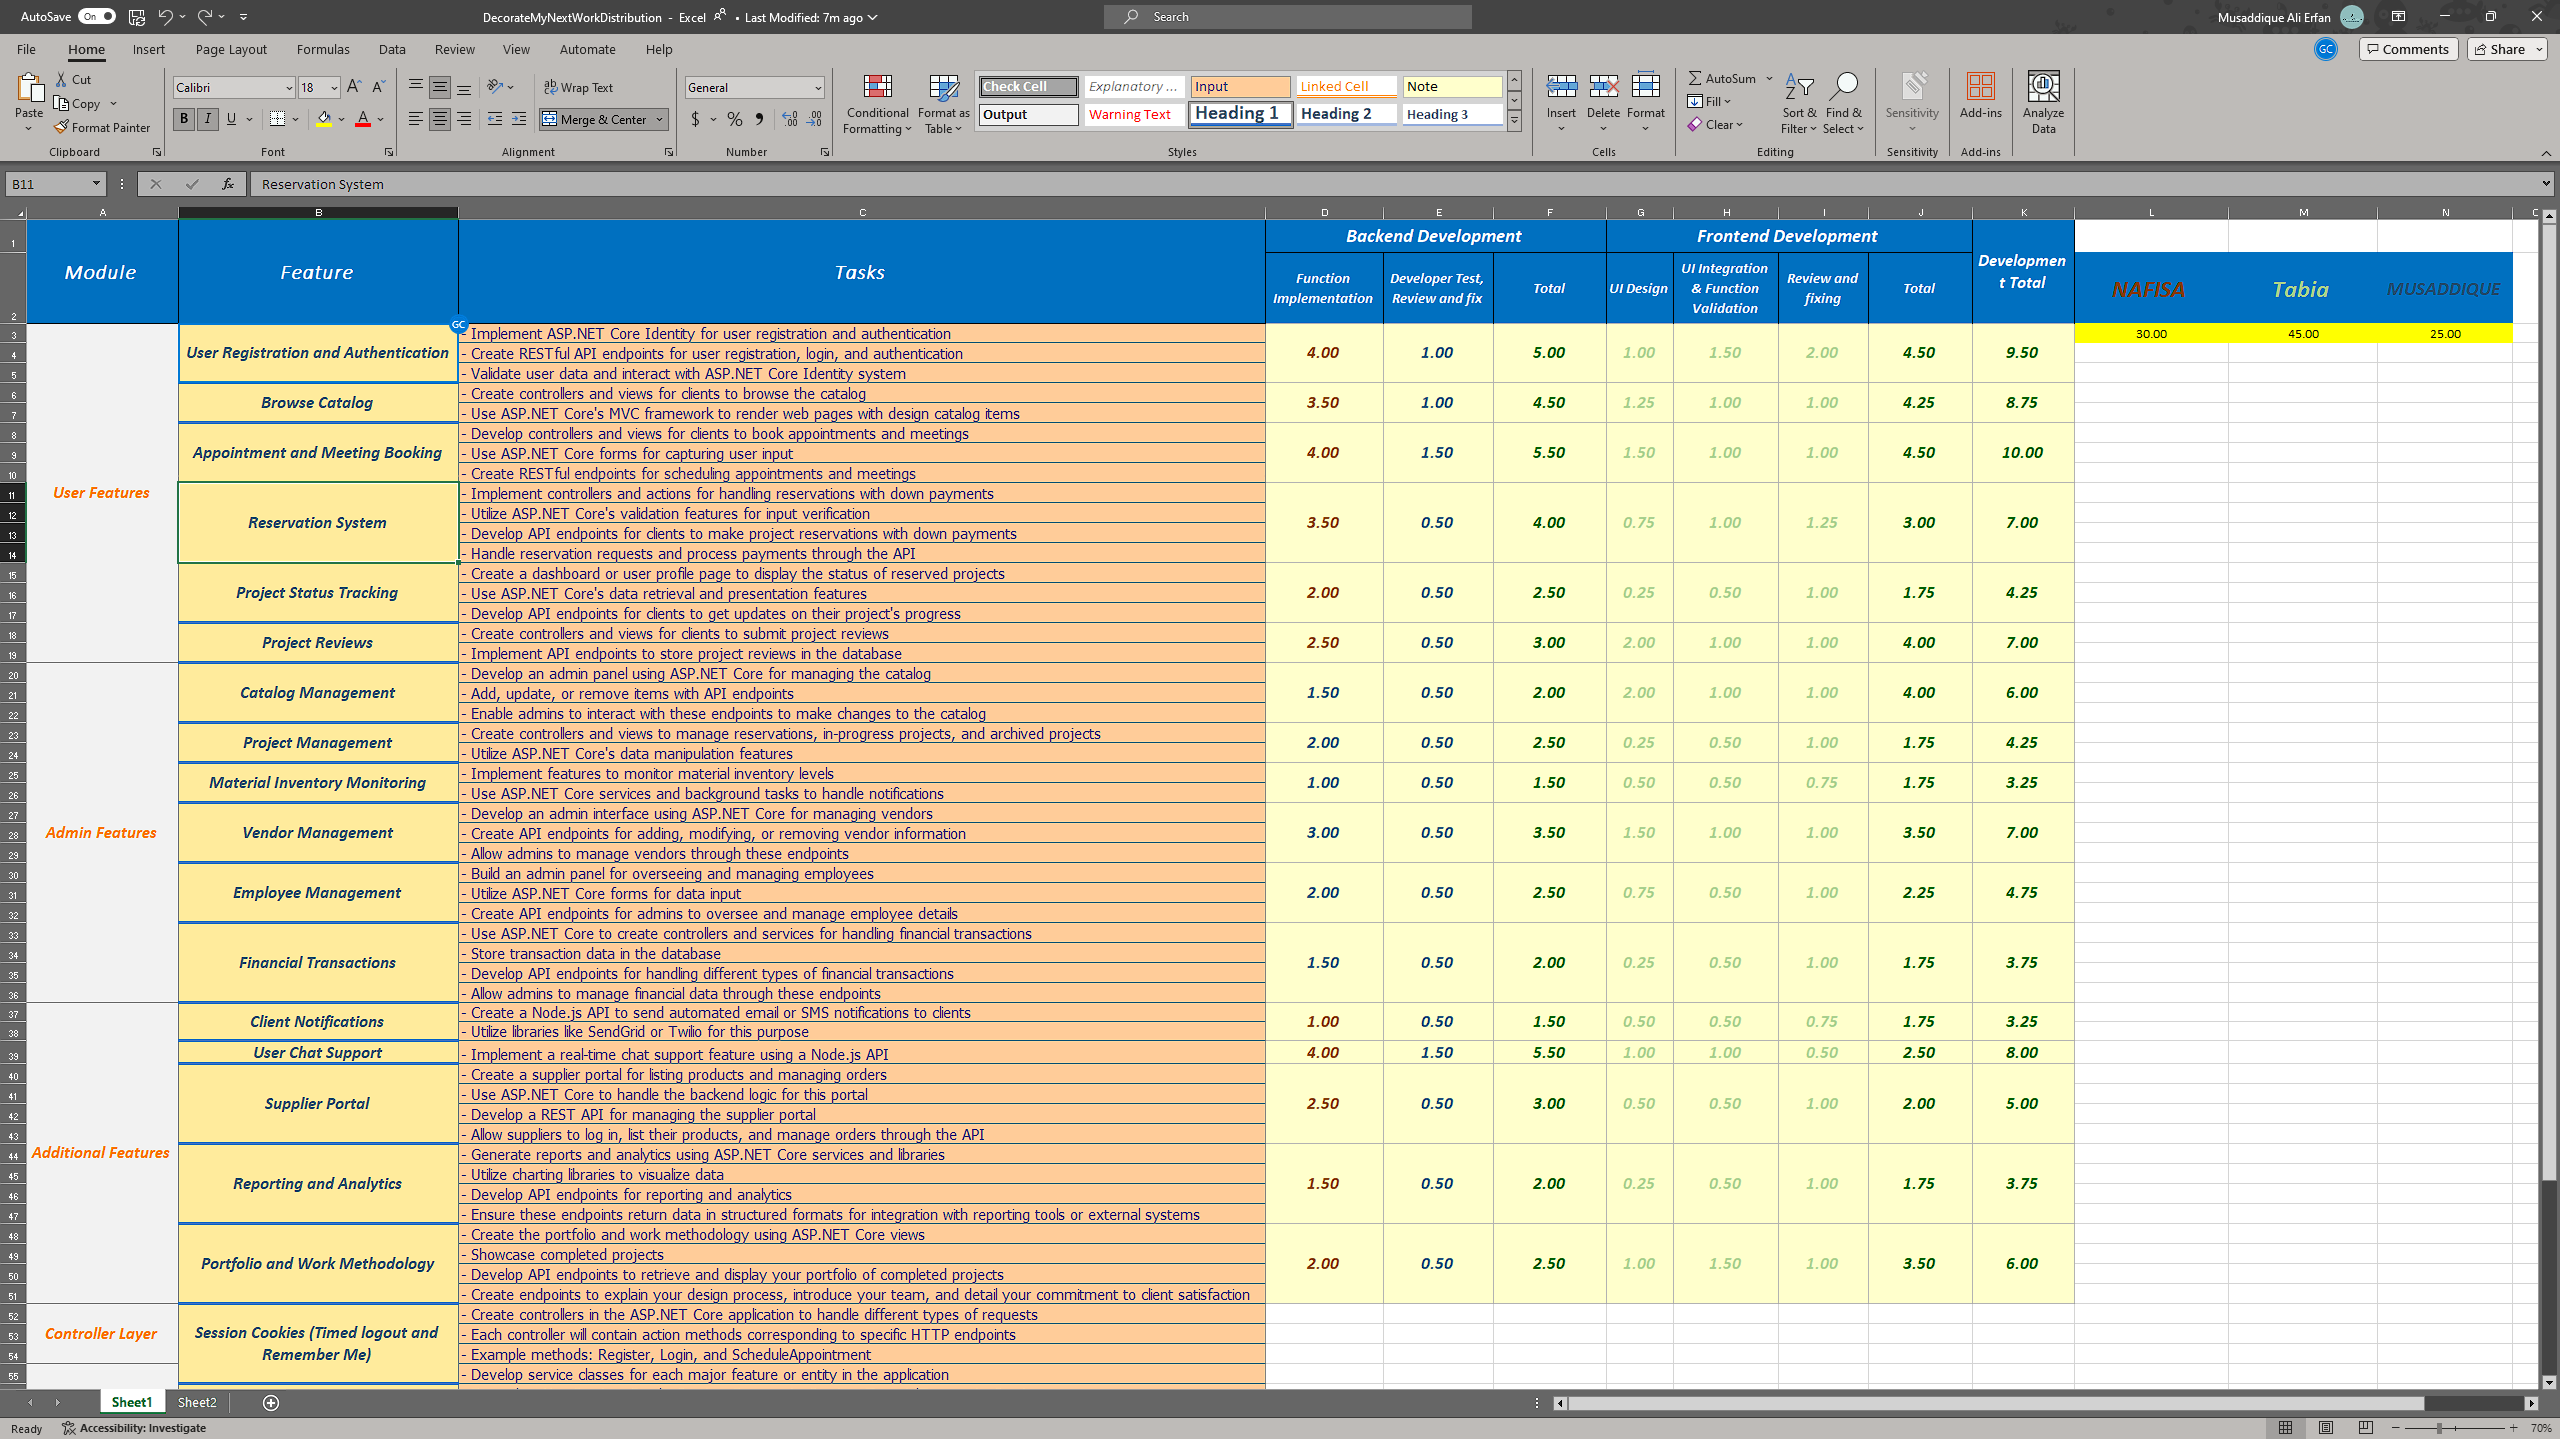 AutoSave On DecorateMyNextWorkDistribution - Excel • Last Modified: 7m ago Search Musaddique Ali Erfan
File Home Insert Page Layout Formulas Data Review View Automate Help GC Comments Share
Paste Cut Copy Format Painter
Clipboard
Calibri 18
B I U
Font
Wrap Text
Merge & Center
Alignment
General
$ % 9
Number
Conditional Formatting Format as Table
Check Cell Explanatory ... Input Linked Cell Note
Output Warning Text Heading 1 Heading 2 Heading 3
Styles
Insert Delete Format
Cells
AutoSum Fill Clear
Sort & Filter Find & Select
Editing
Sensitivity
Sensitivity
Add-ins
Add-ins
Analyze Data
B11 fx Reservation System
A B C D E F G H I J K L M N
Backend Development Frontend Development
Module Feature Tasks Function Implementation Developer Test, Review and fix Total UI Design UI Integration & Function Validation Review and fixing Total Development Total NAFISA Tabia MUSADDIQUE
30.00 45.00 25.00
User Features
User Registration and Authentication
- Implement ASP.NET Core Identity for user registration and authentication
- Create RESTful API endpoints for user registration, login, and authentication
- Validate user data and interact with ASP.NET Core Identity system
4.00 1.00 5.00 1.00 1.50 2.00 4.50 9.50
Browse Catalog
- Create controllers and views for clients to browse the catalog
- Use ASP.NET Core's MVC framework to render web pages with design catalog items
3.50 1.00 4.50 1.25 1.00 1.00 4.25 8.75
Appointment and Meeting Booking
- Develop controllers and views for clients to book appointments and meetings
- Use ASP.NET Core forms for capturing user input
- Create RESTful endpoints for scheduling appointments and meetings
4.00 1.50 5.50 1.50 1.00 1.00 4.50 10.00
Reservation System
- Implement controllers and actions for handling reservations with down payments
- Utilize ASP.NET Core's validation features for input verification
- Develop API endpoints for clients to make project reservations with down payments
- Handle reservation requests and process payments through the API
3.50 0.50 4.00 0.75 1.00 1.25 3.00 7.00
Project Status Tracking
- Create a dashboard or user profile page to display the status of reserved projects
- Use ASP.NET Core's data retrieval and presentation features
- Develop API endpoints for clients to get updates on their project's progress
2.00 0.50 2.50 0.25 0.50 1.00 1.75 4.25
Project Reviews
- Create controllers and views for clients to submit project reviews
- Implement API endpoints to store project reviews in the database
2.50 0.50 3.00 2.00 1.00 1.00 4.00 7.00
Admin Features
Catalog Management
- Develop an admin panel using ASP.NET Core for managing the catalog
- Add, update, or remove items with API endpoints
- Enable admins to interact with these endpoints to make changes to the catalog
1.50 0.50 2.00 2.00 1.00 1.00 4.00 6.00
Project Management
- Create controllers and views to manage reservations, in-progress projects, and archived projects
- Utilize ASP.NET Core's data manipulation features
2.00 0.50 2.50 0.25 0.50 1.00 1.75 4.25
Material Inventory Monitoring
- Implement features to monitor material inventory levels
- Use ASP.NET Core services and background tasks to handle notifications
1.00 0.50 1.50 0.50 0.50 0.75 1.75 3.25
Vendor Management
- Develop an admin interface using ASP.NET Core for managing vendors
- Create API endpoints for adding, modifying, or removing vendor information
- Allow admins to manage vendors through these endpoints
3.00 0.50 3.50 1.50 1.00 1.00 3.50 7.00
Employee Management
- Build an admin panel for overseeing and managing employees
- Utilize ASP.NET Core forms for data input
- Create API endpoints for admins to oversee and manage employee details
2.00 0.50 2.50 0.75 0.50 1.00 2.25 4.75
Financial Transactions
- Use ASP.NET Core to create controllers and services for handling financial transactions
- Store transaction data in the database
- Develop API endpoints for handling different types of financial transactions
- Allow admins to manage financial data through these endpoints
1.50 0.50 2.00 0.25 0.50 1.00 1.75 3.75
Additional Features
Client Notifications
- Create a Node.js API to send automated email or SMS notifications to clients
- Utilize libraries like SendGrid or Twilio for this purpose
1.00 0.50 1.50 0.50 0.50 0.75 1.75 3.25
User Chat Support
- Implement a real-time chat support feature using a Node.js API
4.00 1.50 5.50 1.00 1.00 0.50 2.50 8.00
Supplier Portal
- Create a supplier portal for listing products and managing orders
- Use ASP.NET Core to handle the backend logic for this portal
- Develop a REST API for managing the supplier portal
- Allow suppliers to log in, list their products, and manage orders through the API
2.50 0.50 3.00 0.50 0.50 1.00 2.00 5.00
Reporting and Analytics
- Generate reports and analytics using ASP.NET Core services and libraries
- Utilize charting libraries to visualize data
- Develop API endpoints for reporting and analytics
- Ensure these endpoints return data in structured formats for integration with reporting tools or external systems
1.50 0.50 2.00 0.25 0.50 1.00 1.75 3.75
Portfolio and Work Methodology
- Create the portfolio and work methodology using ASP.NET Core views
- Showcase completed projects
- Develop API endpoints to retrieve and display your portfolio of completed projects
- Create endpoints to explain your design process, introduce your team, and detail your commitment to client satisfaction
2.00 0.50 2.50 1.00 1.50 1.00 3.50 6.00
Controller Layer
Session Cookies (Timed logout and Remember Me)
- Create controllers in the ASP.NET Core application to handle different types of requests
- Each controller will contain action methods corresponding to specific HTTP endpoints
- Example methods: Register, Login, and ScheduleAppointment
- Develop service classes for each major feature or entity in the application
Sheet1 Sheet2
Ready Accessibility: Investigate 70%